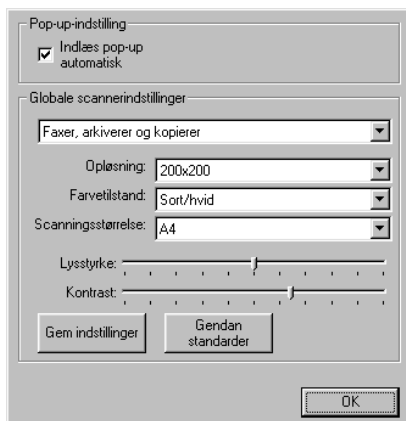 Pop-up-indstilling
Indlæs pop-up
automatisk
Globale scannerindstillinger
Faxer, arkiverer og kopierer
Opløsning: 200x200
Farvetilstand: Sort/hvid
Scanningsstørrelse: A4
Lysstyrke:
Kontrast:
Gem indstillinger
Gendan
standarder
OK